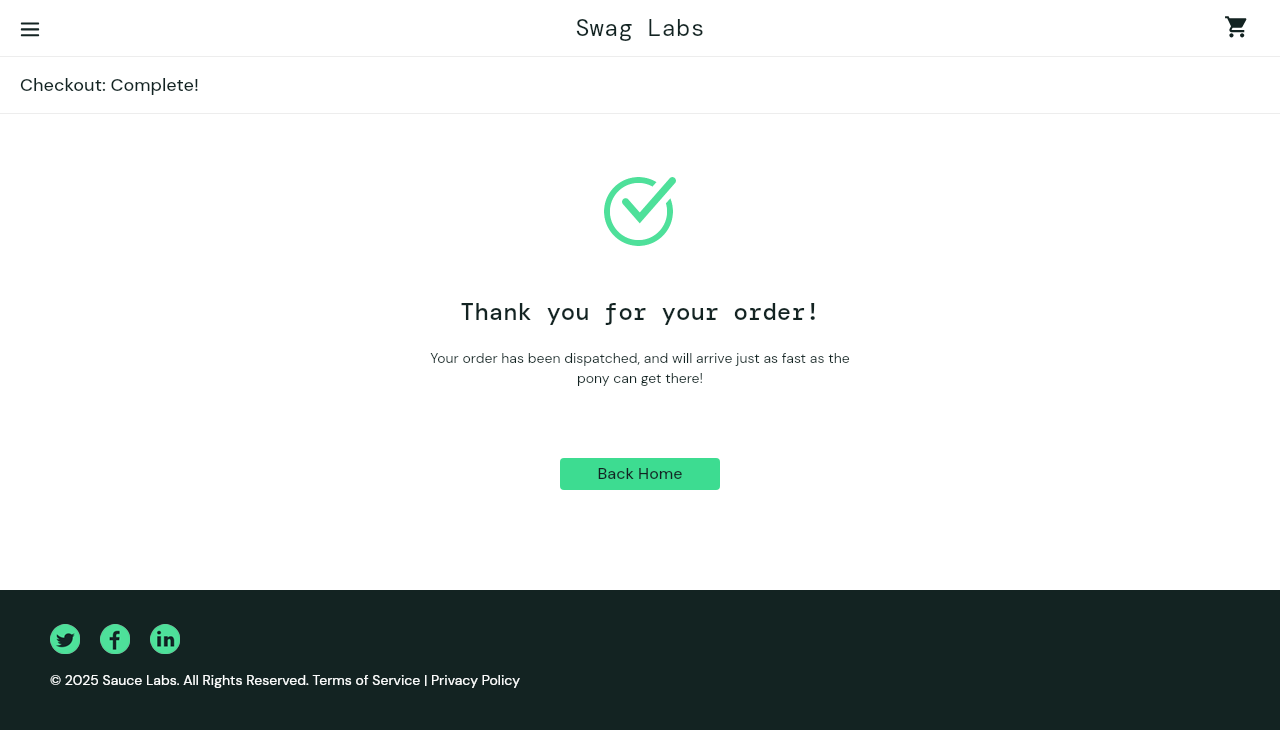 Swag Labs
Checkout: Complete!
Thank you for your order!
Your order has been dispatched, and will arrive just as fast as the
pony can get there!
Back Home
© 2025 Sauce Labs. All Rights Reserved. Terms of Service | Privacy Policy